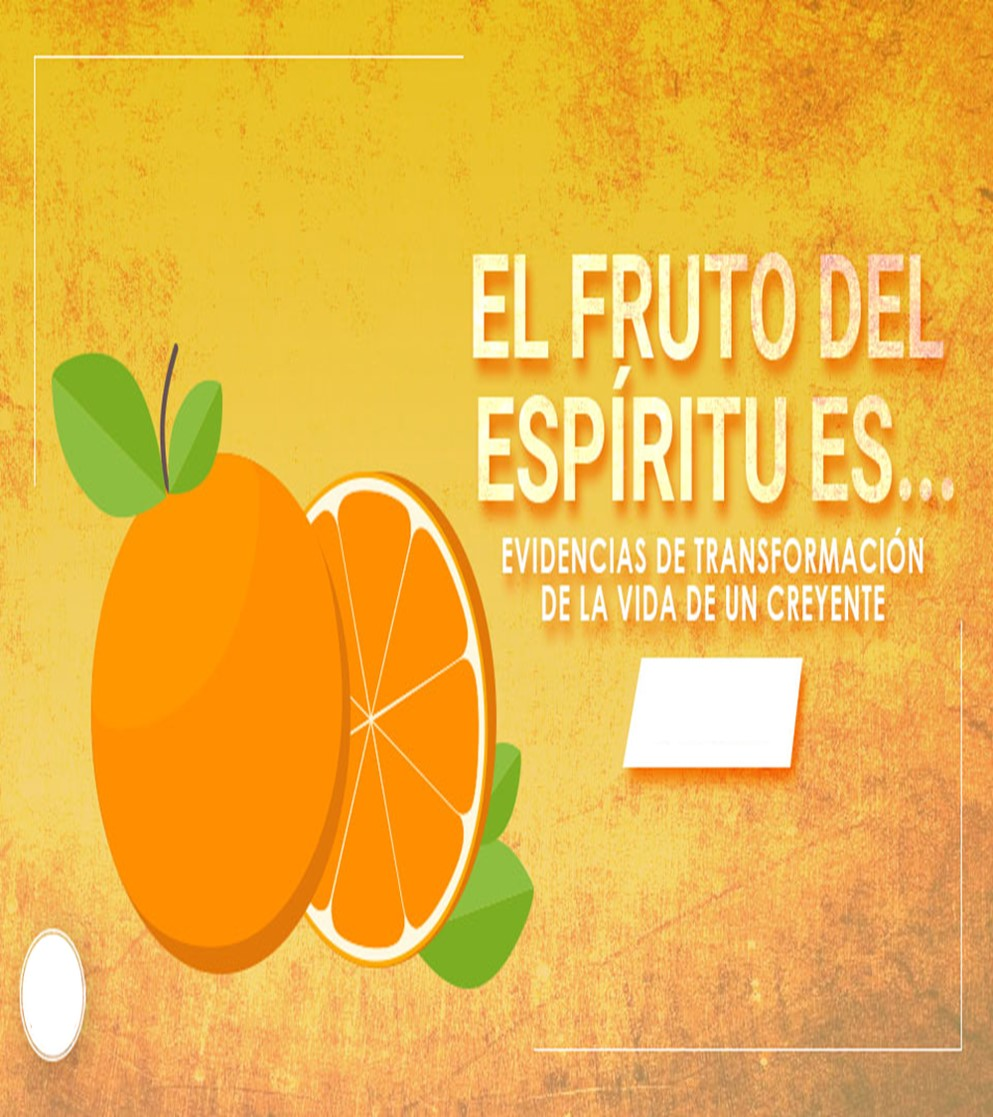 EL FRUTO DEL
ESPÍRITU ES...
EVIDENCIAS DE TRANSFORMACIÓN
DE LA VIDA DE UN CREYENTE